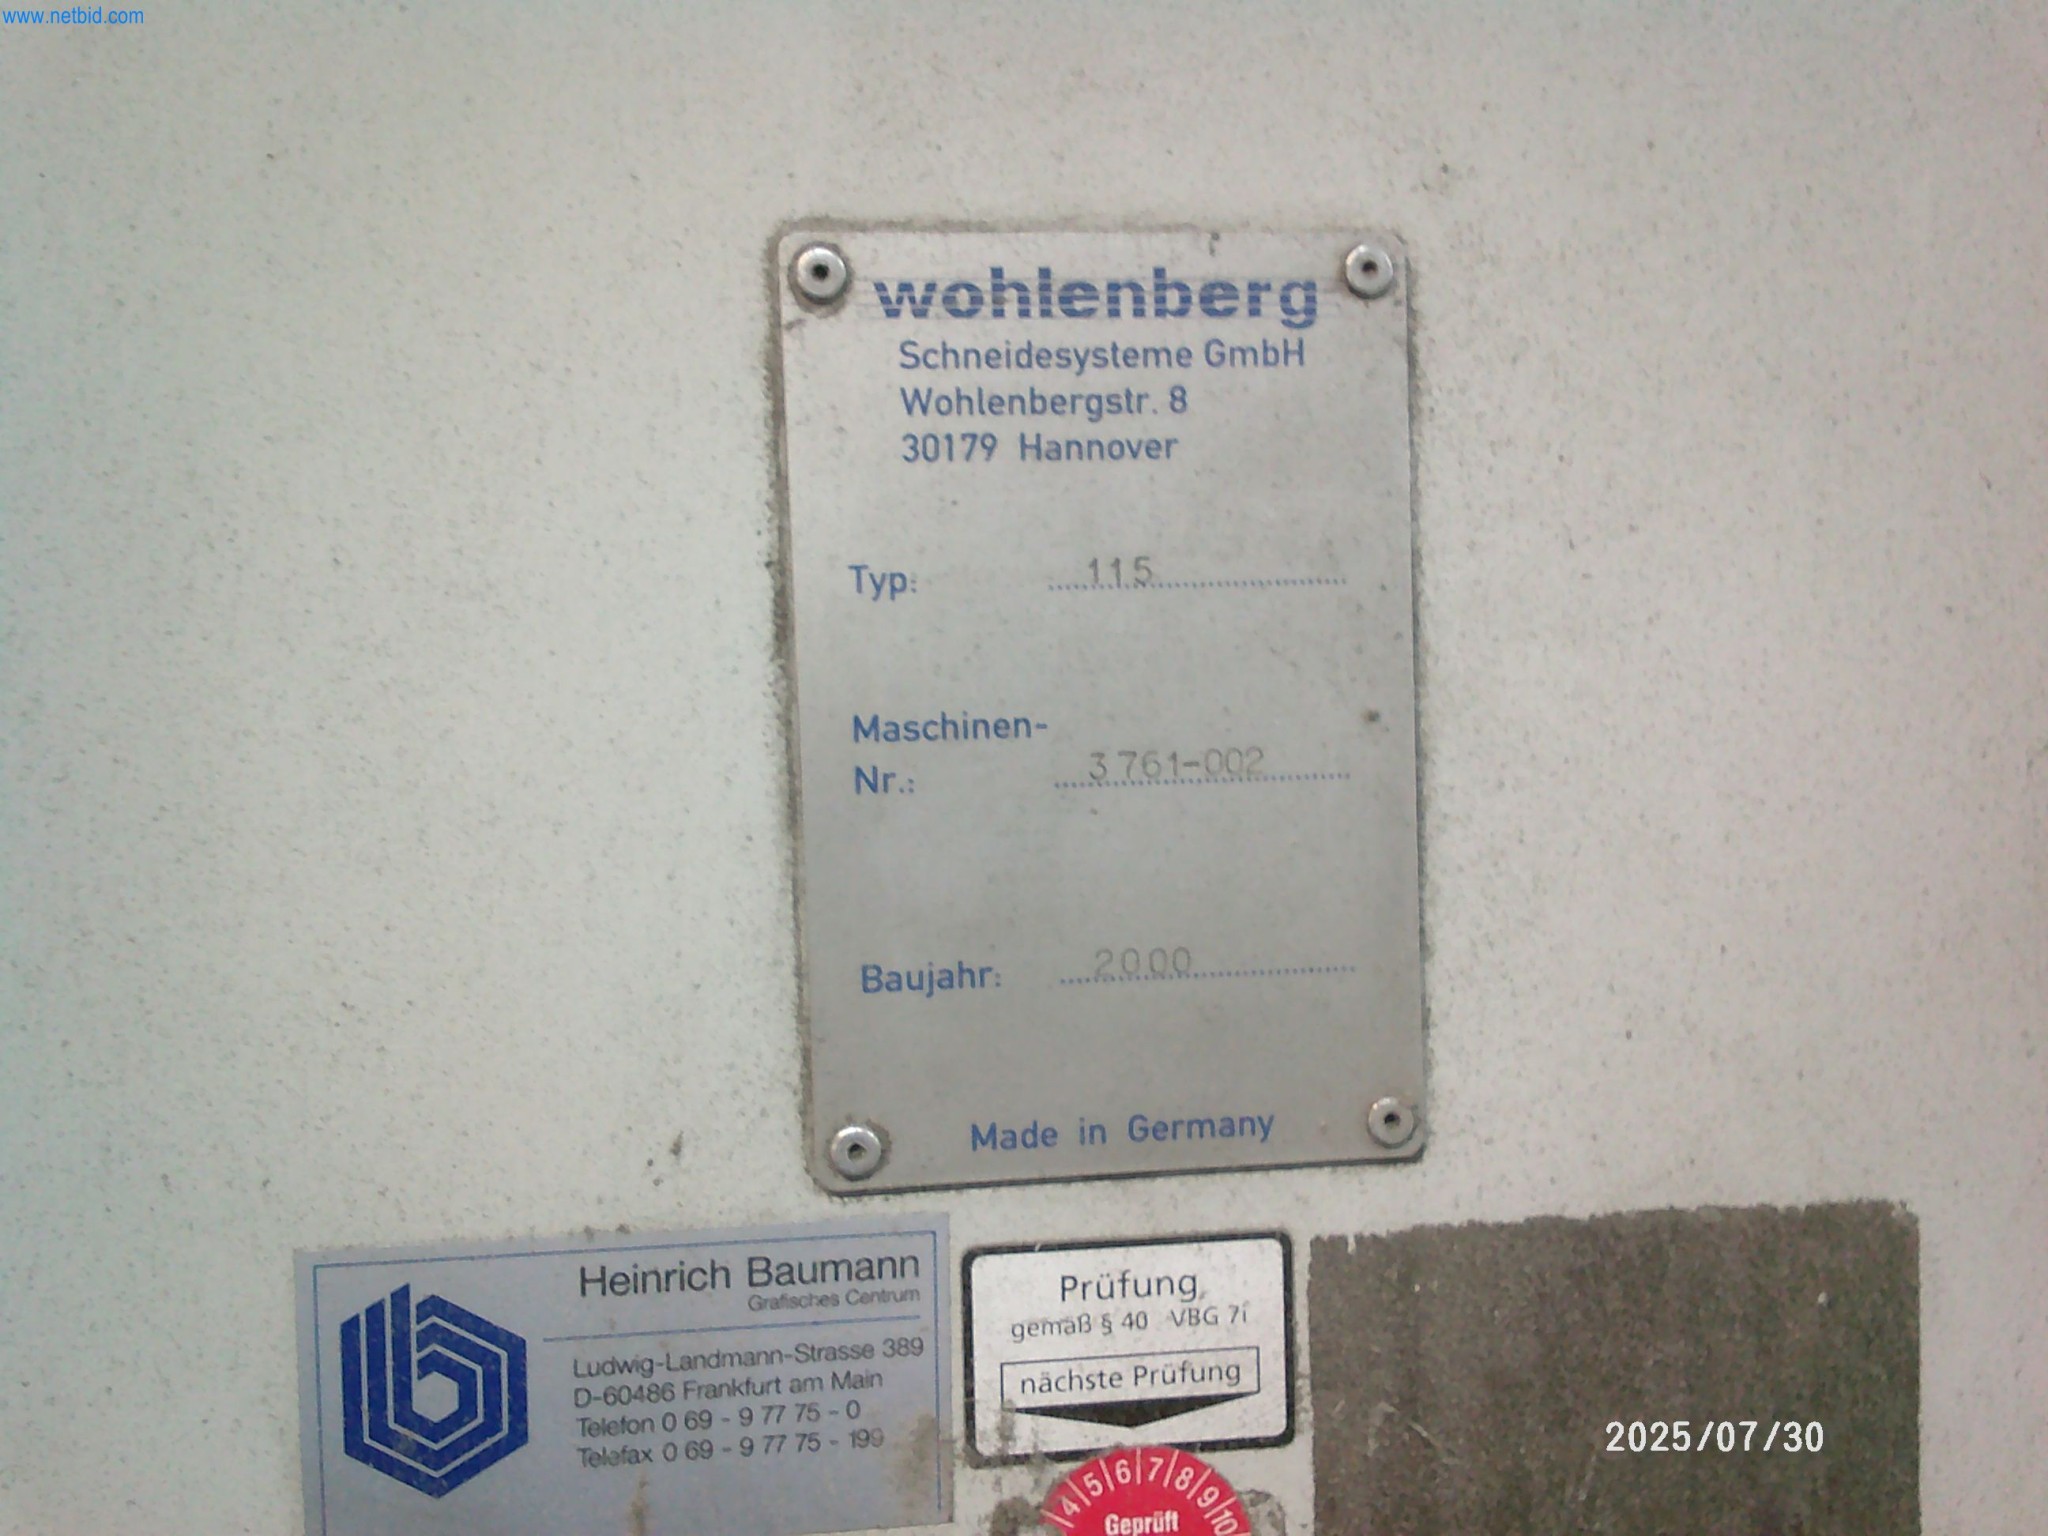 www.netbid.com
wohlenberg
Schneidesysteme GmbH
Wohlenbergstr. 8
30179 Hannover
Typ: 115
Maschinen-
Nr.: 3761-002
Baujahr: 2000
Made in Germany
Heinrich Baumann
Grafisches Centrum
Ludwig-Landmann-Strasse 389
D-60486 Frankfurt am Main
Telefon 0 69 - 9 77 75 - 0
Telefax 0 69 - 9 77 75 - 199
Prüfung
gemäß § 40 VBG 7i
nächste Prüfung
4 5 6 7 8 9 10
Geprüft
2025/07/30